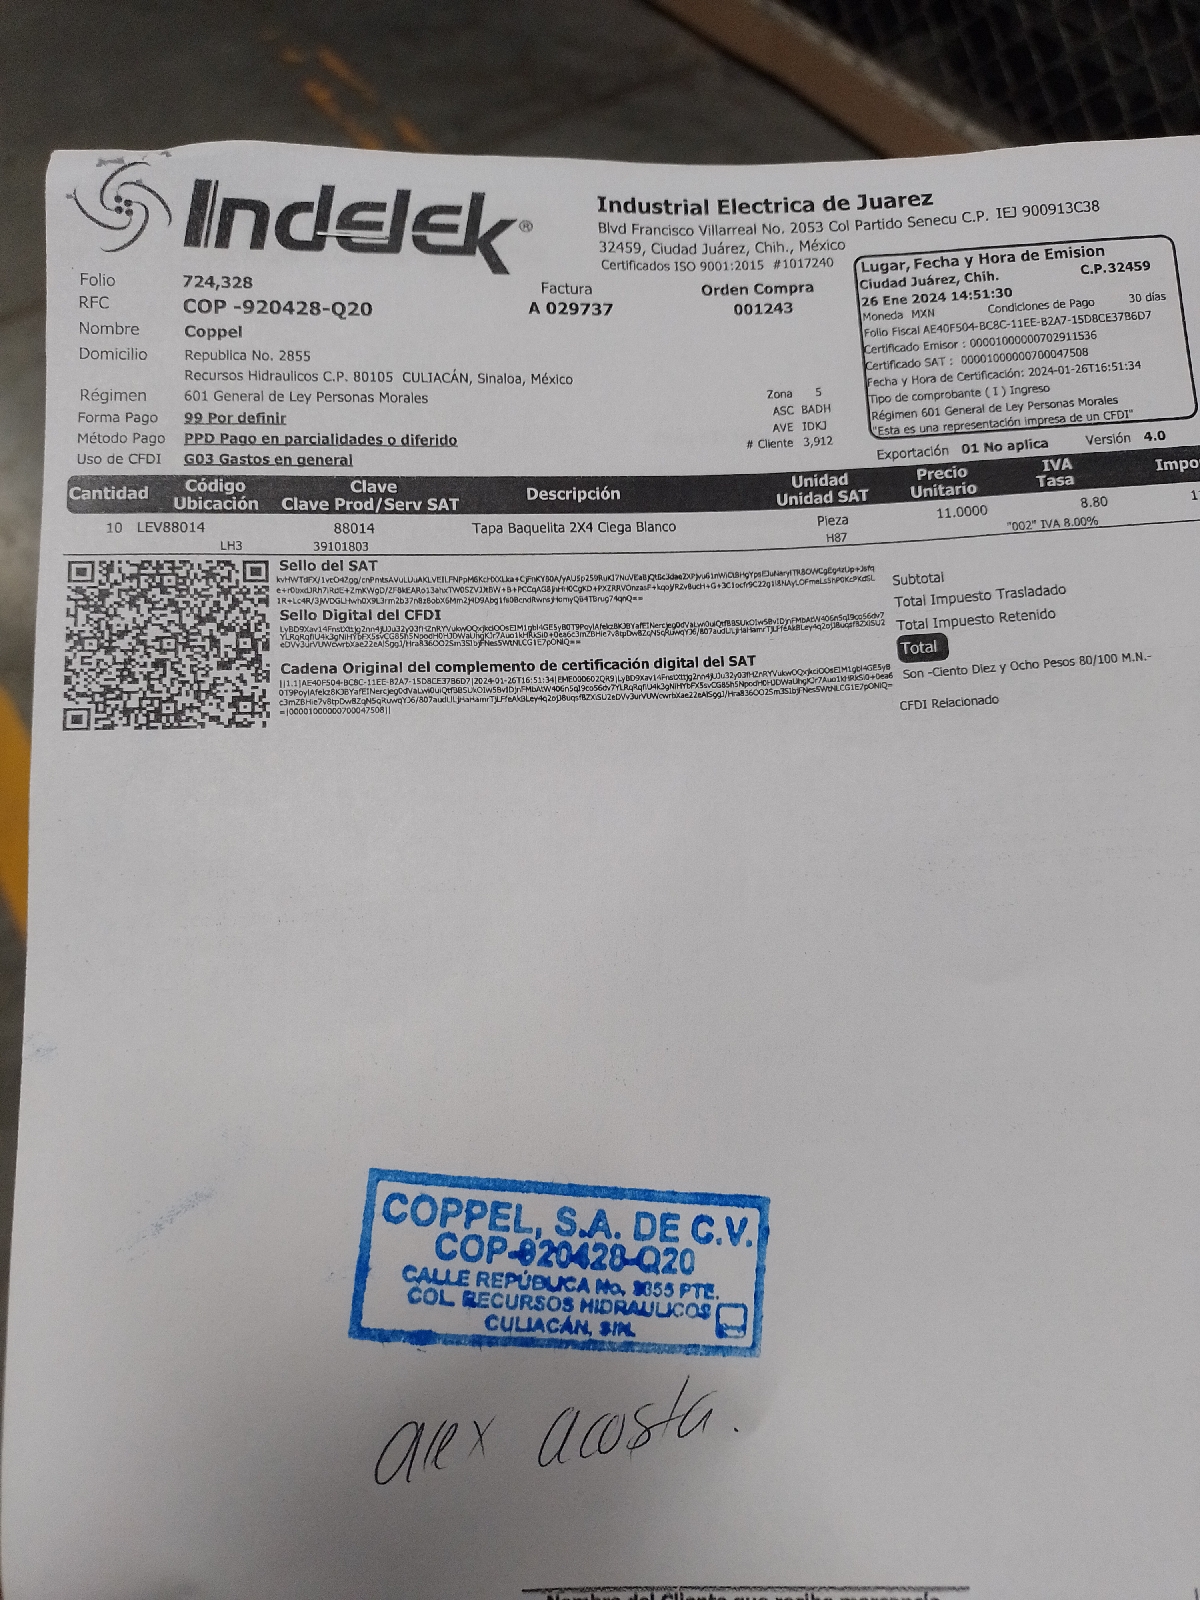 Indelek®
Industrial Electrica de Juarez
Blvd Francisco Villarreal No. 2053 Col Partido Senecu C.P. IEJ 900913C38
32459, Ciudad Juárez, Chih., México
Certificados ISO 9001:2015 #1017240
Folio 724,328
RFC COP -920428-Q20
Nombre Coppel
Domicilio Republica No. 2855
Recursos Hidraulicos C.P. 80105 CULIACÁN, Sinaloa, México
Régimen 601 General de Ley Personas Morales
Forma Pago 99 Por definir
Método Pago PPD Pago en parcialidades o diferido
Uso de CFDI G03 Gastos en general
Factura
A 029737
Orden Compra
001243
Zona 5
ASC BADH
AVE IDKJ
# Cliente 3,912
Lugar, Fecha y Hora de Emision
Ciudad Juárez, Chih. C.P.32459
26 Ene 2024 14:51:30
Moneda MXN Condiciones de Pago 30 días
Folio Fiscal AE40F504-BC8C-11EE-B2A7-15D8CE37B6D7
Certificado Emisor : 00001000000702911536
Certificado SAT : 00001000000700047508
Fecha y Hora de Certificación: 2024-01-26T16:51:34
Tipo de comprobante ( I ) Ingreso
Régimen 601 General de Ley Personas Morales
"Esta es una representación impresa de un CFDI"
Exportación 01 No aplica Versión 4.0
Cantidad Código Ubicación Clave Clave Prod/Serv SAT Descripción Unidad Unidad SAT Precio Unitario IVA Tasa Impo
10 LEV88014 88014 Tapa Baquelita 2X4 Ciega Blanco Pieza 11.0000 8.80 1
LH3 39101803 H87 "002" IVA 8.00%
Sello del SAT
Sello Digital del CFDI
Cadena Original del complemento de certificación digital del SAT
Subtotal
Total Impuesto Trasladado
Total Impuesto Retenido
Total
Son -Ciento Diez y Ocho Pesos 80/100 M.N.-
CFDI Relacionado
COPPEL, S.A. DE C.V.
COP-920428-Q20
CALLE REPÚBLICA No. 2855 PTE.
COL. RECURSOS HIDRAULICOS
CULIACÁN, SIN.
alex acosta.
Nombre del Cliente que recibe mercancía